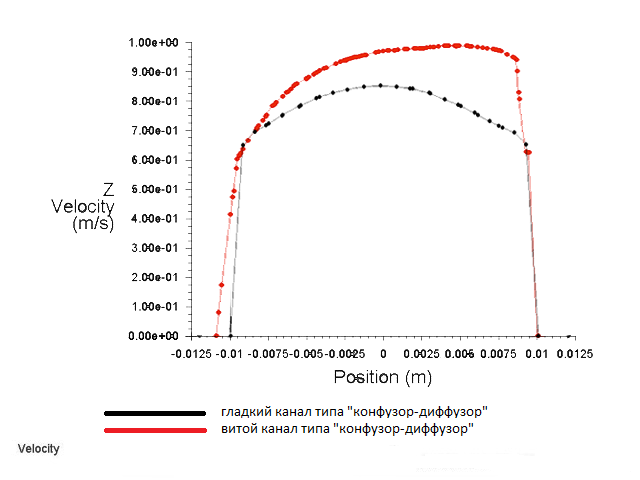 1.00e+00
9.00e-01
8.00e-01
7.00e-01
6.00e-01
5.00e-01
4.00e-01
3.00e-01
2.00e-01
1.00e-01
0.00e+00
Z
Velocity
(m/s)
-0.0125 -0.01 -0.0075 -0.005 -0.0025 0 0.0025 0.005 0.0075 0.01 0.0125
Position (m)
гладкий канал типа "конфузор-диффузор"
витой канал типа "конфузор-диффузор"
Velocity